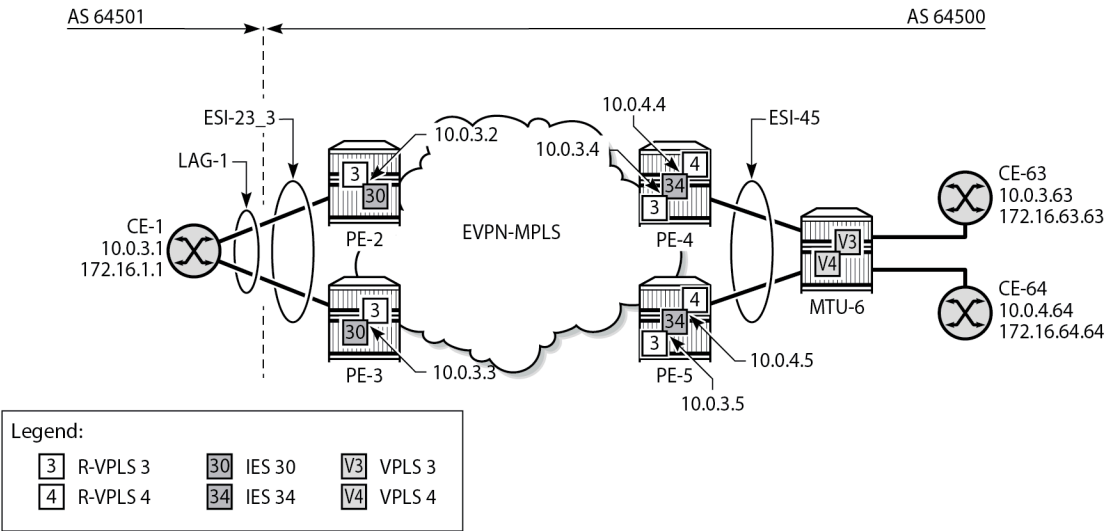 AS 64501
AS 64500
ESI-23_3
LAG-1
CE-1
10.0.3.1
172.16.1.1
3
30
PE-2
10.0.3.2
3
30
PE-3
10.0.3.3
EVPN-MPLS
10.0.4.4
10.0.3.4
4
34
3
PE-4
4
34
3
PE-5
10.0.4.5
10.0.3.5
ESI-45
V3
V4
MTU-6
CE-63
10.0.3.63
172.16.63.63
CE-64
10.0.4.64
172.16.64.64
Legend:
3 R-VPLS 3 30 IES 30 V3 VPLS 3
4 R-VPLS 4 34 IES 34 V4 VPLS 4